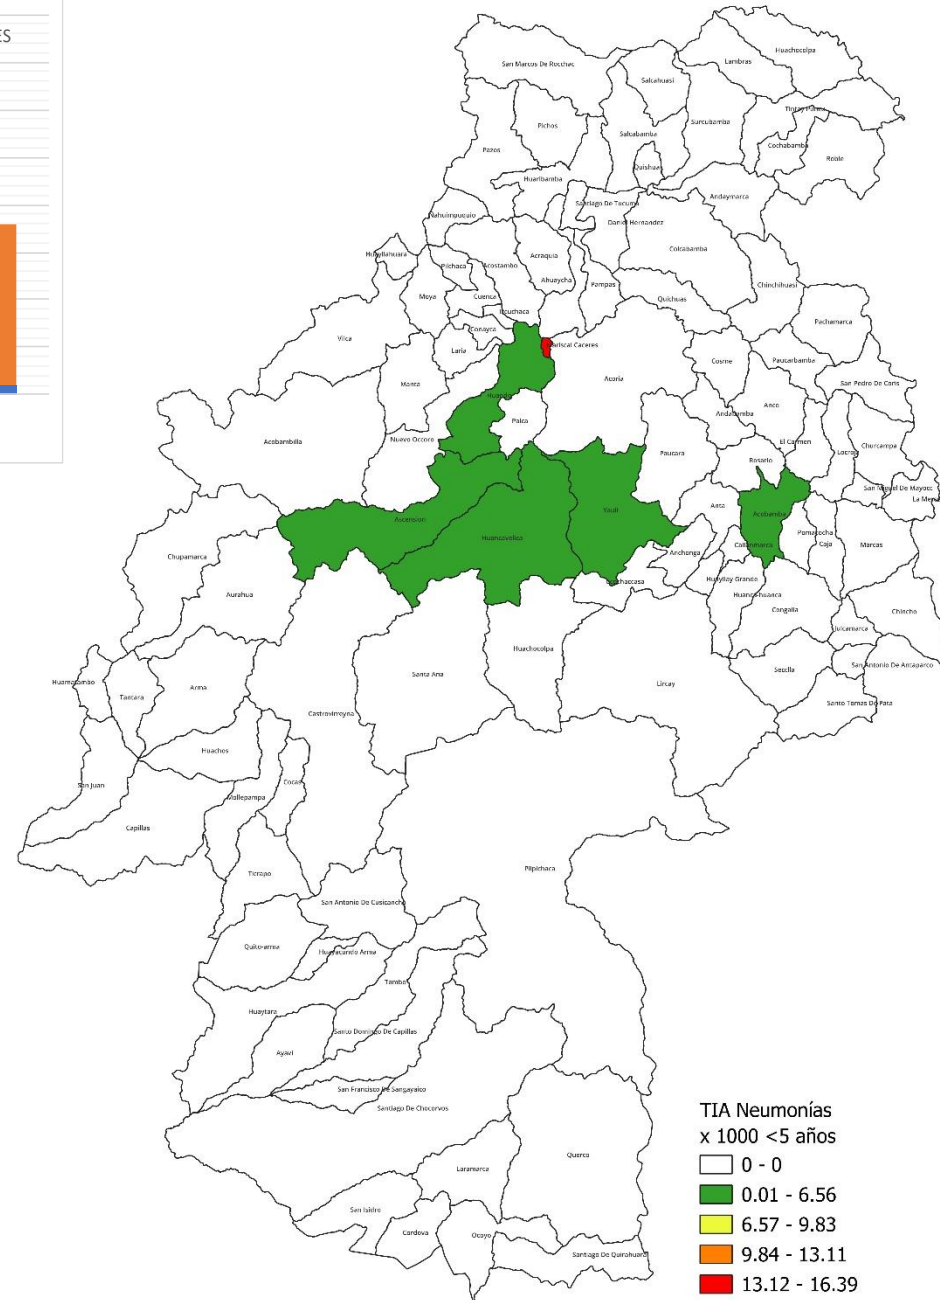 ES
San Marcos De Rocchac
Huachocolpa
Lambras
Salcahuasi
Tintay Puncu
Surcubamba
Pichos
Salcabamba
Cochabamba
Pazos
Roble
Quishuar
Huaribamba
Andaymarca
Santiago De Tucuma
Ñahuimpuquio
Daniel Hernandez
Colcabamba
Huayllahuara
Acraquia
Pilchaca
Acostambo
Ahuaycha
Pampas
Chinchihuasi
Moya
Cuenca
Quichuas
Izcuchaca
Pachamarca
Conayca
Vilca
Mariscal Caceres
Laria
Cosme
Paucarbamba
Acoria
Manta
San Pedro De Coris
Huando
Anco
Andabamba
Palca
Acobambilla
Nuevo Occoro
El Carmen
Churcampa
Locroja
Paucara
Rosario
San Miguel De Mayocc
La Merced
Anta
Yauli
Acobamba
Ascension
Pomacocha
Huancavelica
Caja
Marcas
Callanmarca
Anchonga
Chupamarca
Ccochaccasa
Huayllay Grande
Aurahua
Huanca-huanca
Congalla
Chincho
Julcamarca
Huachocolpa
San Antonio De Antaparco
Secclla
Santa Ana
Lircay
Huamatambo
Arma
Tantara
Santo Tomas De Pata
Castrovirreyna
Huachos
San Juan
Cocas
Mollepampa
Capillas
Pilpichaca
Ticrapo
San Antonio De Cusicancha
Quito-arma
Huayacundo Arma
Tambo
Huaytara
Santo Domingo De Capillas
Ayavi
San Francisco De Sangayaico
Santiago De Chocorvos
Querco
Laramarca
San Isidro
Cordova
Ocoyo
Santiago De Quirahuara
TIA Neumonías
x 1000 <5 años
0 - 0
0.01 - 6.56
6.57 - 9.83
9.84 - 13.11
13.12 - 16.39